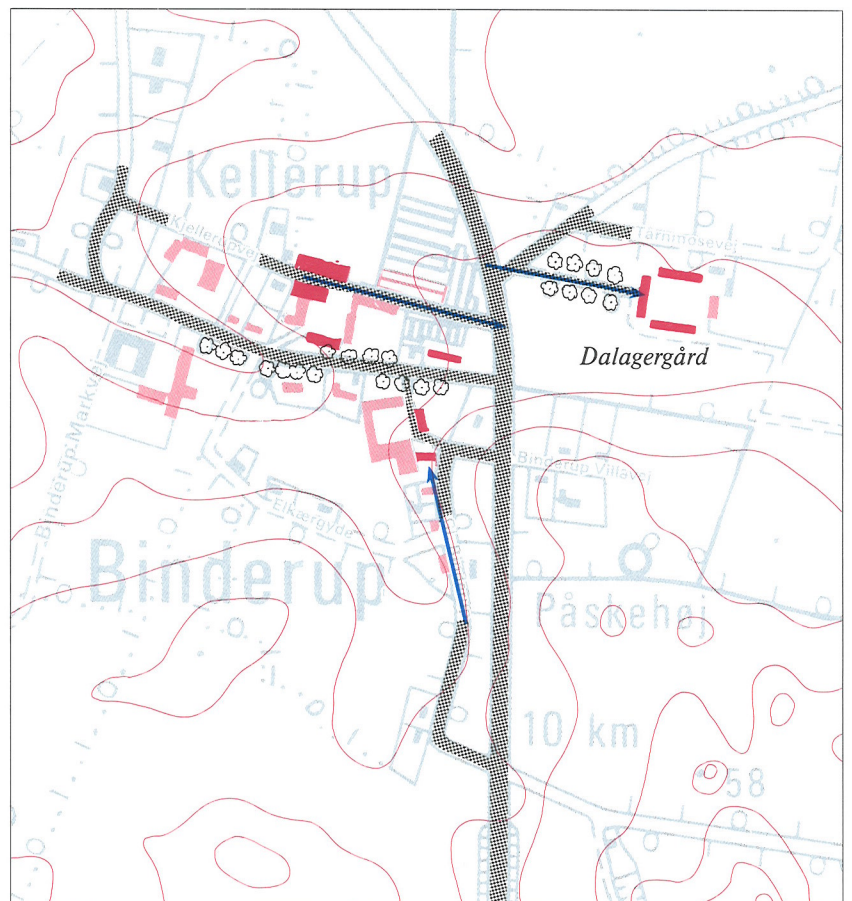 Kellerup
Kjellerupvej
Tårnmosevej
Dalagergård
Binderup Markvej
Binderup Villavej
Elkærgyde
Binderup
Påskehøj
10 km
58